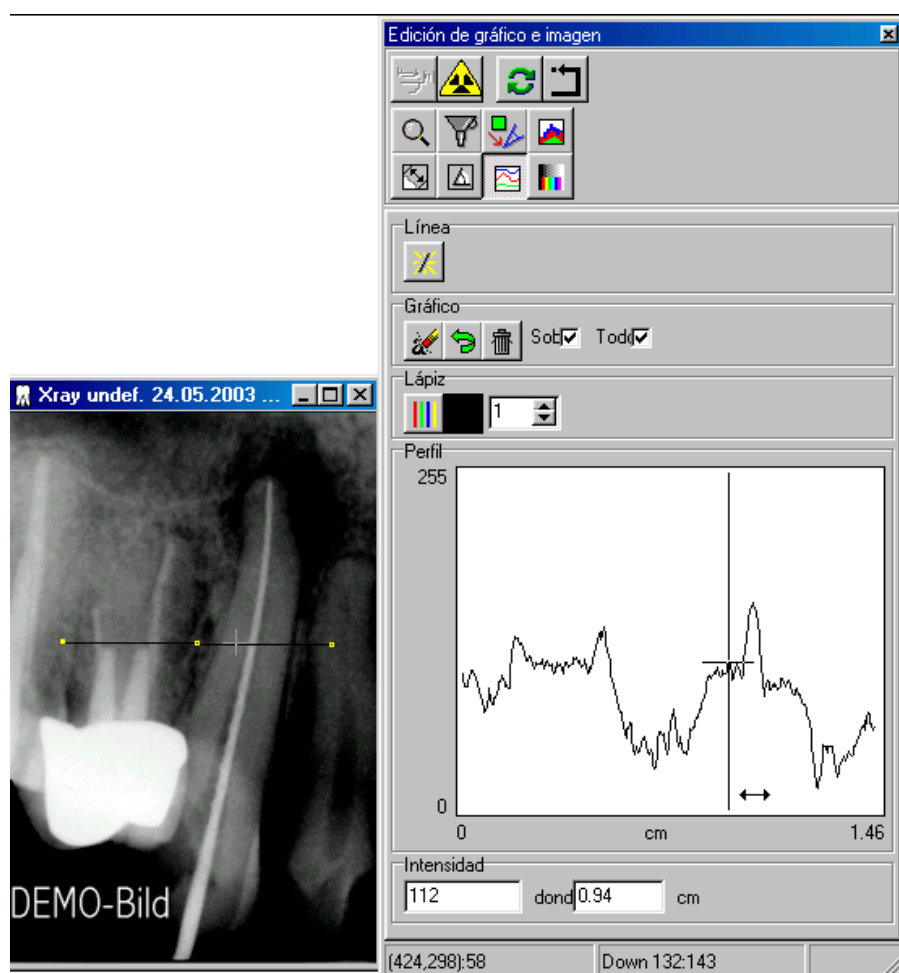 Edición de gráfico e imagen
Línea
Gráfico
Sob Todo
Lápiz
1
Xray undef. 24.05.2003 ...
Perfil
255
0
0 cm 1.46
DEMO-Bild
Intensidad
112 dond 0.94 cm
(424,298):58 Down 132:143